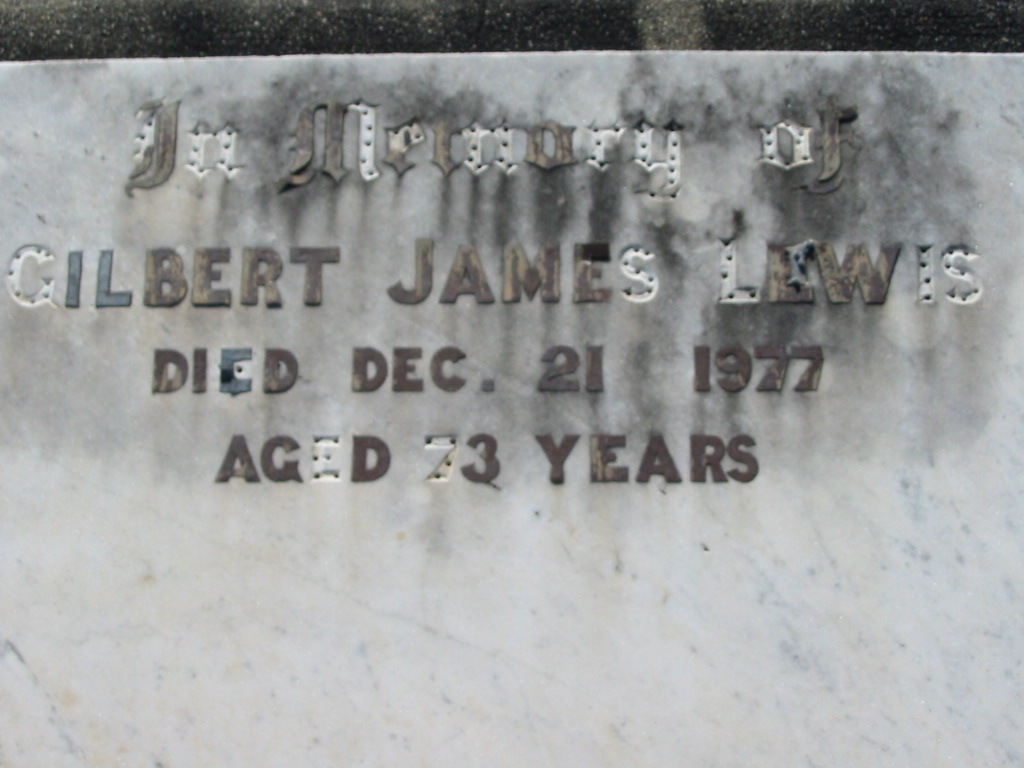 In Memory of
GILBERT JAMES LEWIS
DIED DEC. 21 1977
AGED 73 YEARS